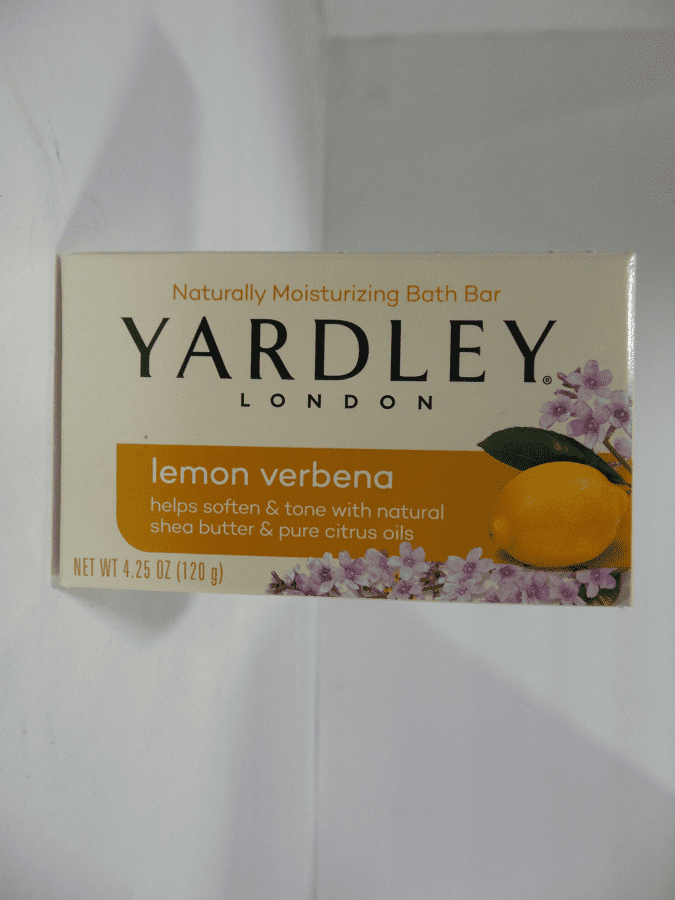 Naturally Moisturizing Bath Bar
YARDLEY®
LONDON
lemon verbena
helps soften & tone with natural
shea butter & pure citrus oils
NET WT 4.25 OZ (120 g)